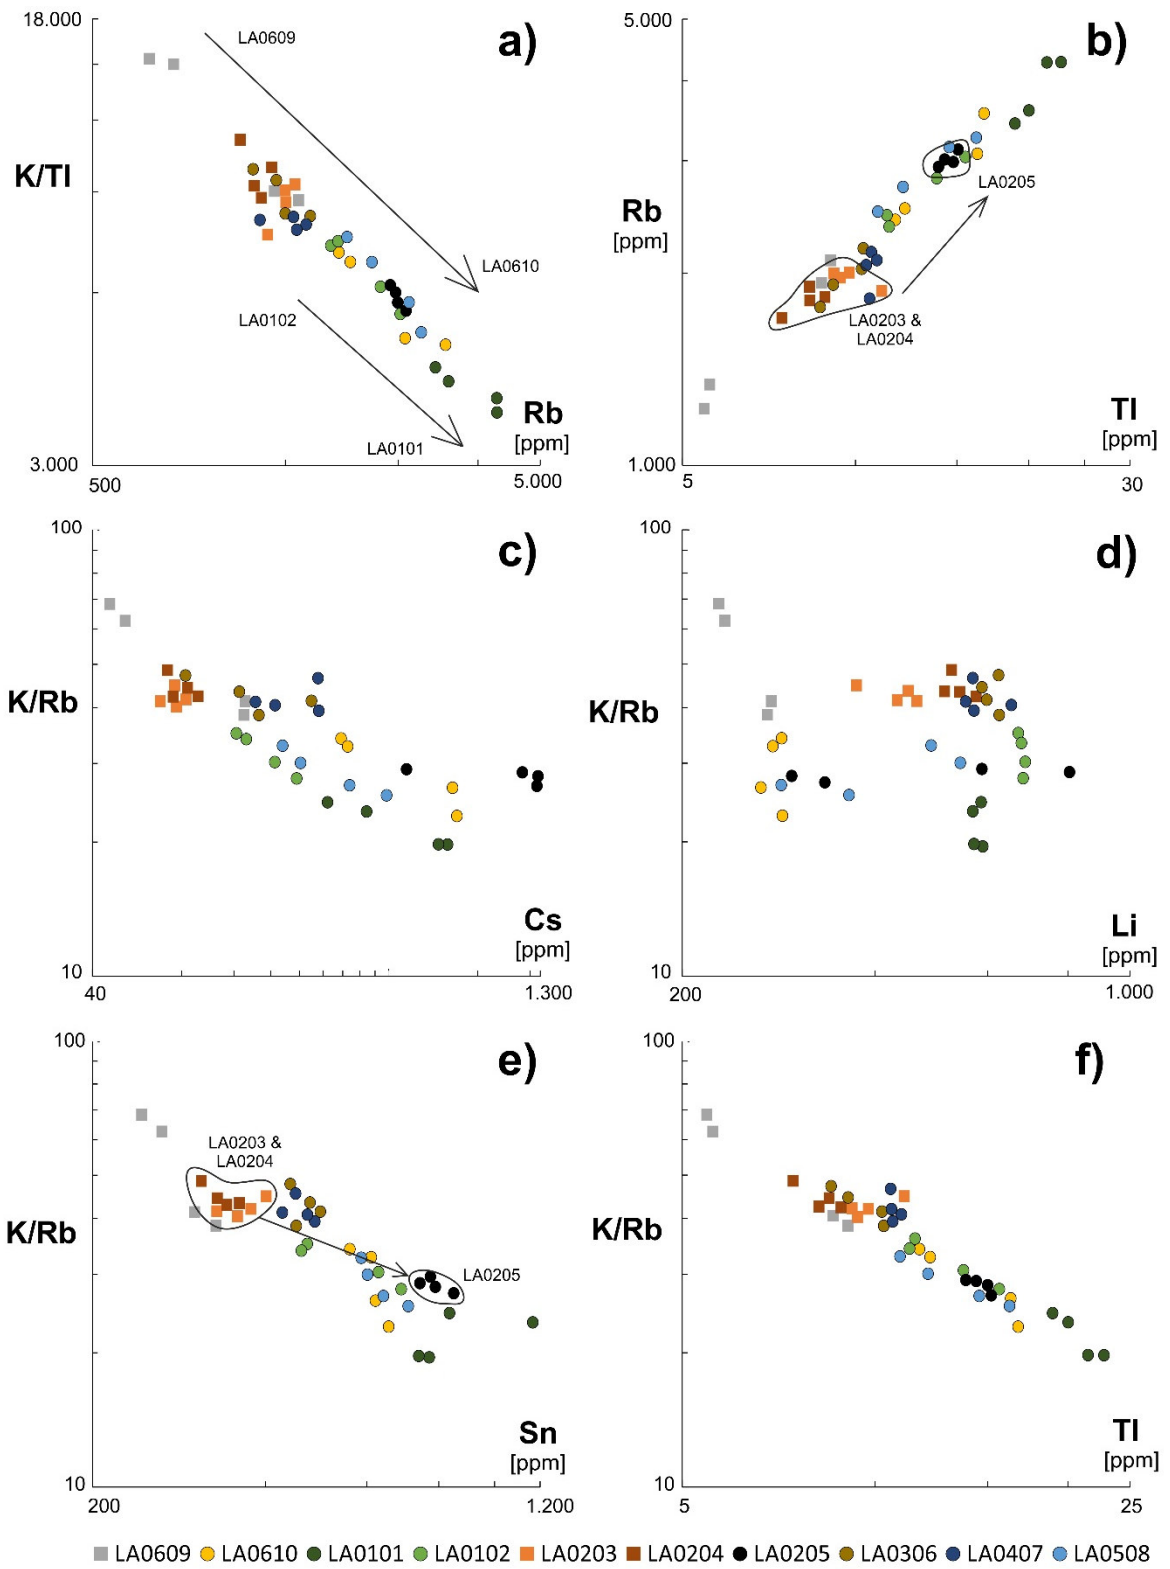 18.000
a)
LA0609
K/Tl
LA0610
LA0102
Rb
[ppm]
LA0101
3.000
500
5.000
5.000
b)
Rb
[ppm]
LA0205
LA0203 &
LA0204
Tl
[ppm]
1.000
5
30
100
c)
K/Rb
Cs
[ppm]
10
40
1.300
100
d)
K/Rb
Li
[ppm]
10
200
1.000
100
e)
LA0203 &
LA0204
K/Rb
LA0205
Sn
[ppm]
10
200
1.200
100
f)
K/Rb
Tl
[ppm]
10
5
25
LA0609 LA0610 LA0101 LA0102 LA0203 LA0204 LA0205 LA0306 LA0407 LA0508